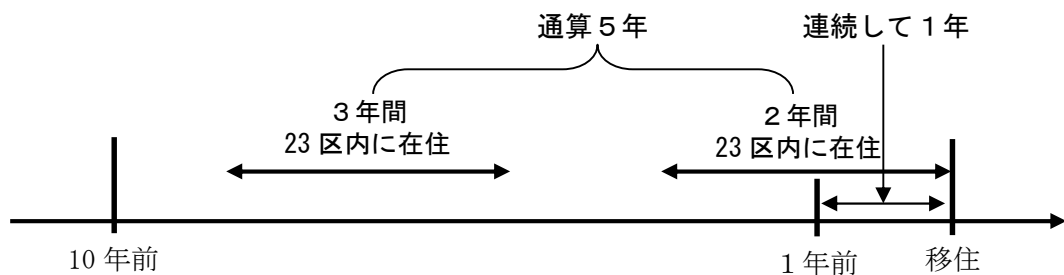 通算５年
連続して１年
３年間
23 区内に在住
２年間
23 区内に在住
10 年前
１年前
移住